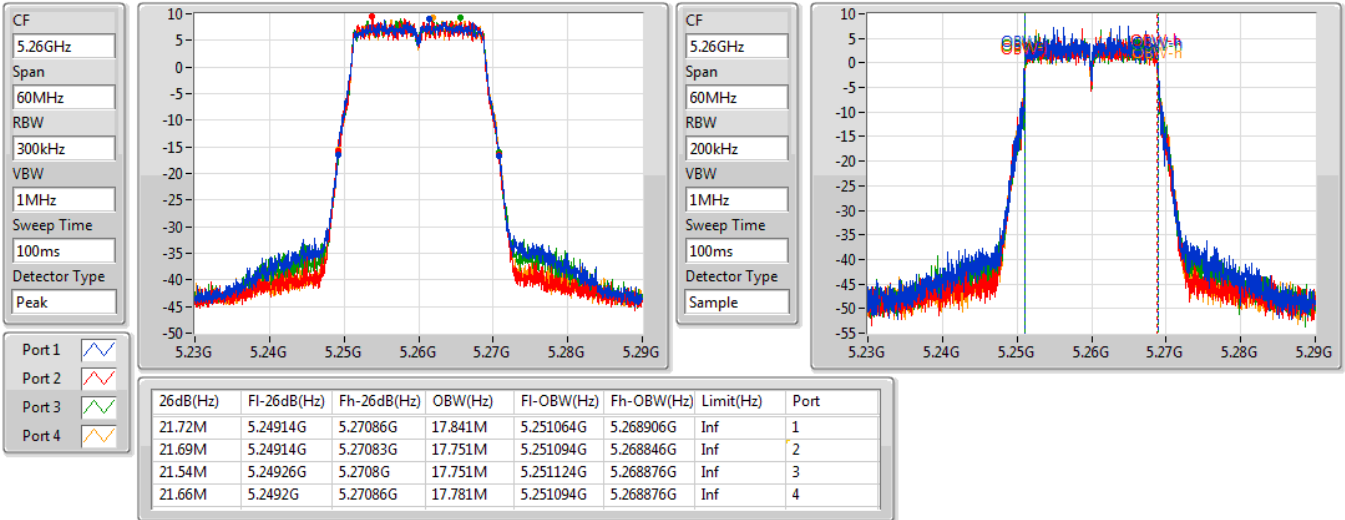 CF
5.26GHz
Span
60MHz
RBW
300kHz
VBW
1MHz
Sweep Time
100ms
Detector Type
Peak
10
5
0
-5
-10
-15
-20
-25
-30
-35
-40
-45
-50
5.23G 5.24G 5.25G 5.26G 5.27G 5.28G 5.29G
CF
5.26GHz
Span
60MHz
RBW
200kHz
VBW
1MHz
Sweep Time
100ms
Detector Type
Sample
10
5
0
-5
-10
-15
-20
-25
-30
-35
-40
-45
-50
-55
5.23G 5.24G 5.25G 5.26G 5.27G 5.28G 5.29G
Port 1
Port 2
Port 3
Port 4
26dB(Hz) Fl-26dB(Hz) Fh-26dB(Hz) OBW(Hz) Fl-OBW(Hz) Fh-OBW(Hz) Limit(Hz) Port
21.72M 5.24914G 5.27086G 17.841M 5.251064G 5.268906G Inf 1
21.69M 5.24914G 5.27083G 17.751M 5.251094G 5.268846G Inf 2
21.54M 5.24926G 5.2708G 17.751M 5.251124G 5.268876G Inf 3
21.66M 5.2492G 5.27086G 17.781M 5.251094G 5.268876G Inf 4